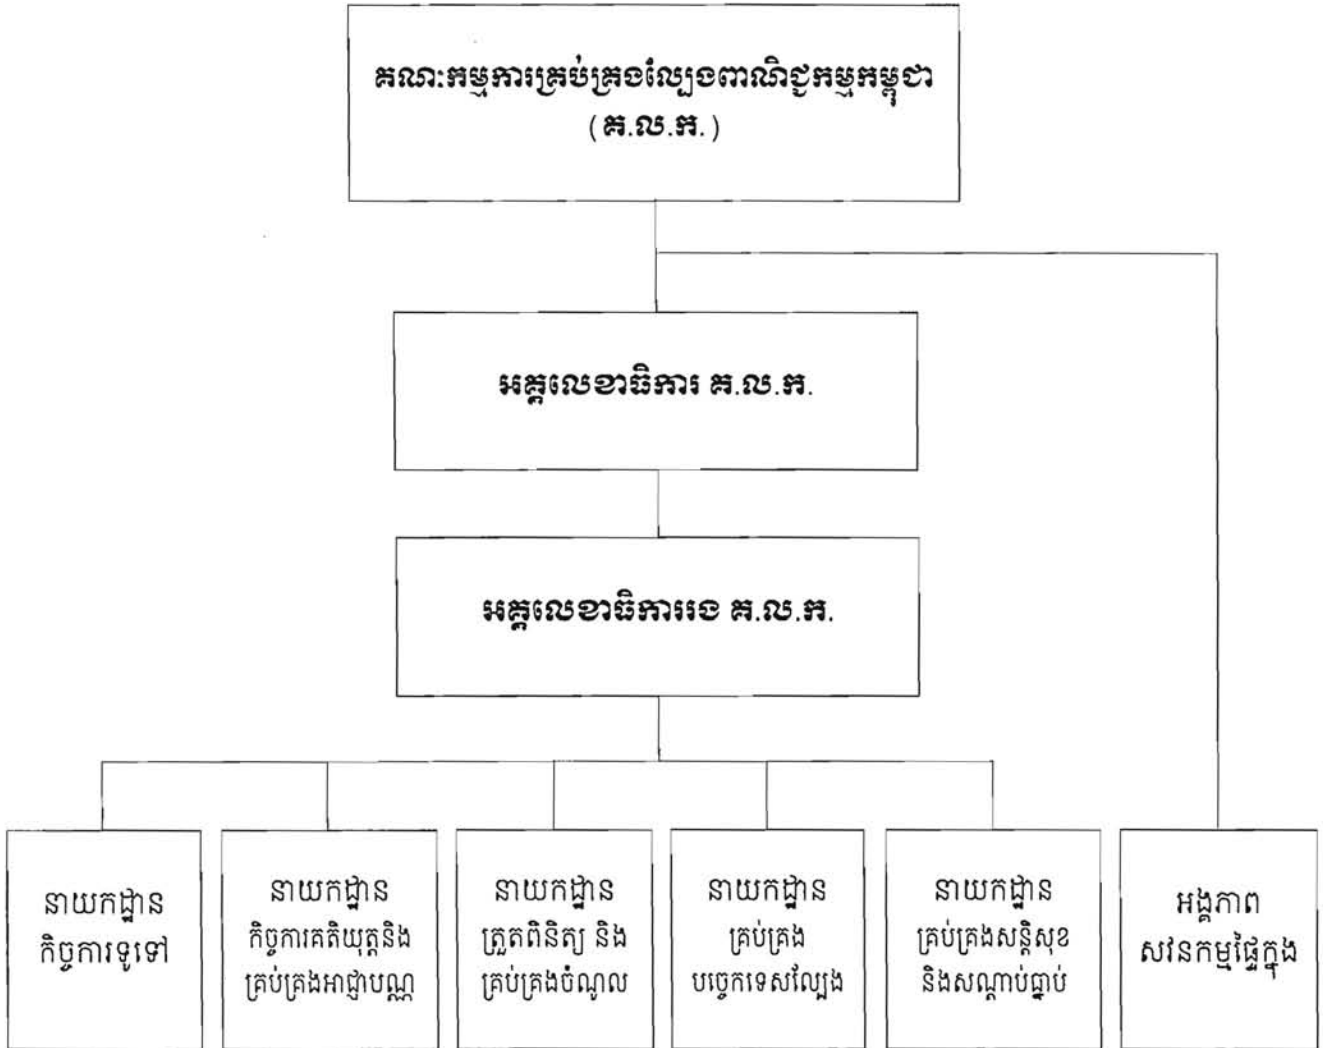 គណៈកម្មការគ្រប់គ្រងល្បែងពាណិជ្ជកម្មកម្ពុជា
(គ.ល.ក.)
អគ្គលេខាធិការ គ.ល.ក.
អគ្គលេខាធិការរង គ.ល.ក.
នាយកដ្ឋាន
កិច្ចការទូទៅ
នាយកដ្ឋាន
កិច្ចការគតិយុត្តនិង
គ្រប់គ្រងអាជ្ញាបណ្ណ
នាយកដ្ឋាន
ត្រួតពិនិត្យ និង
គ្រប់គ្រងចំណូល
នាយកដ្ឋាន
គ្រប់គ្រង
បច្ចេកទេសល្បែង
នាយកដ្ឋាន
គ្រប់គ្រងសន្តិសុខ
និងសណ្តាប់ធ្នាប់
អង្គភាព
សវនកម្មផ្ទៃក្នុង